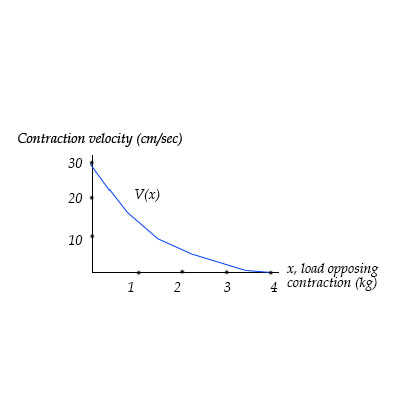 Contraction velocity (cm/sec)
30
V(x)
20
10
x, load opposing
contraction (kg)
1 2 3 4